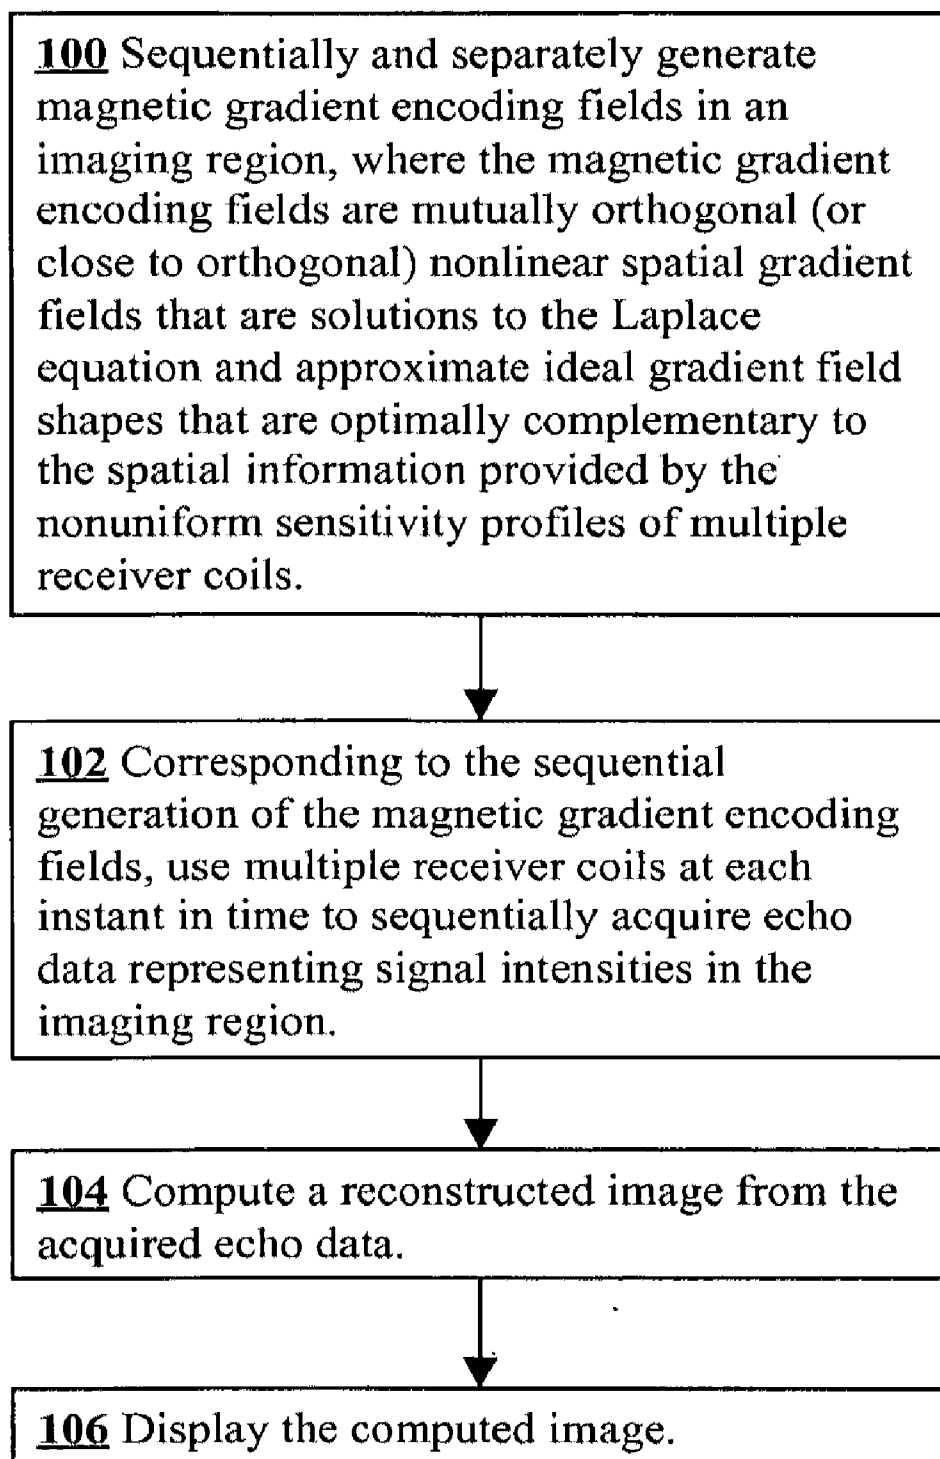 100 Sequentially and separately generate
magnetic gradient encoding fields in an
imaging region, where the magnetic gradient
encoding fields are mutually orthogonal (or
close to orthogonal) nonlinear spatial gradient
fields that are solutions to the Laplace
equation and approximate ideal gradient field
shapes that are optimally complementary to
the spatial information provided by the
nonuniform sensitivity profiles of multiple
receiver coils.
102 Corresponding to the sequential
generation of the magnetic gradient encoding
fields, use multiple receiver coils at each
instant in time to sequentially acquire echo
data representing signal intensities in the
imaging region.
104 Compute a reconstructed image from the
acquired echo data.
106 Display the computed image.